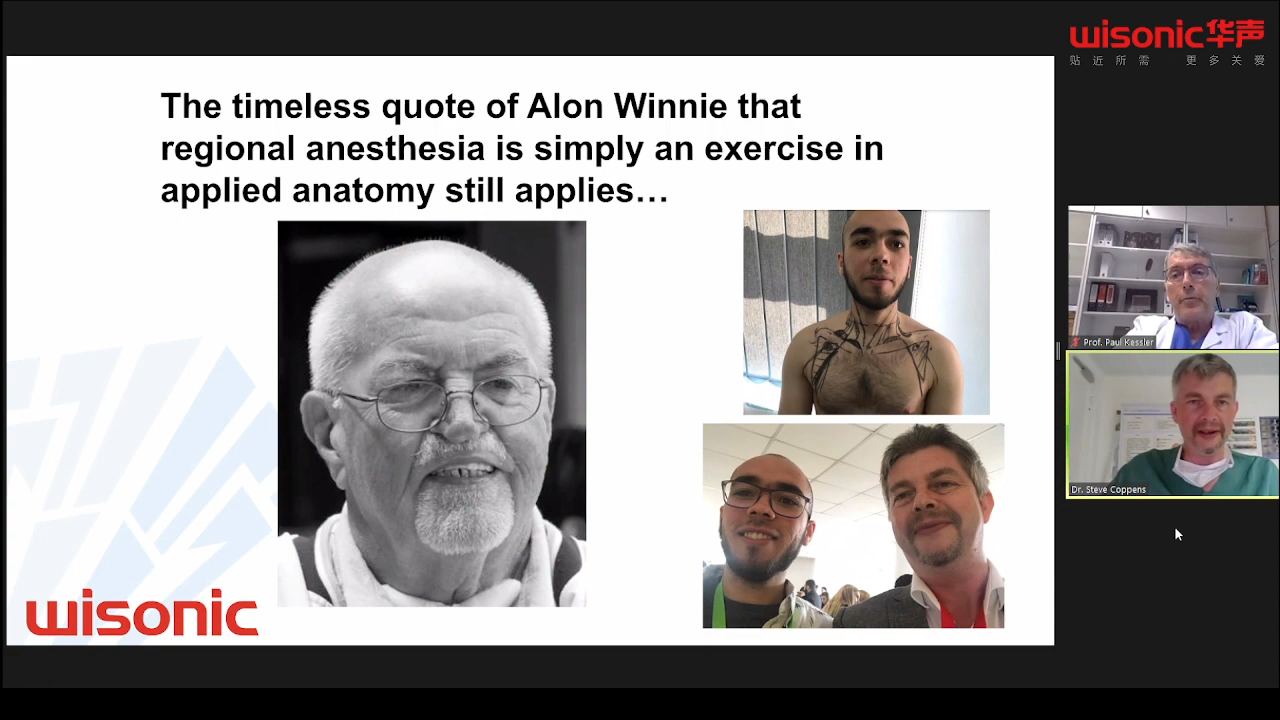 wisonic华声
贴近所需 更多关爱
The timeless quote of Alon Winnie that
regional anesthesia is simply an exercise in
applied anatomy still applies…
wisonic
Prof. Paul Kessler
Dr. Steve Coppens